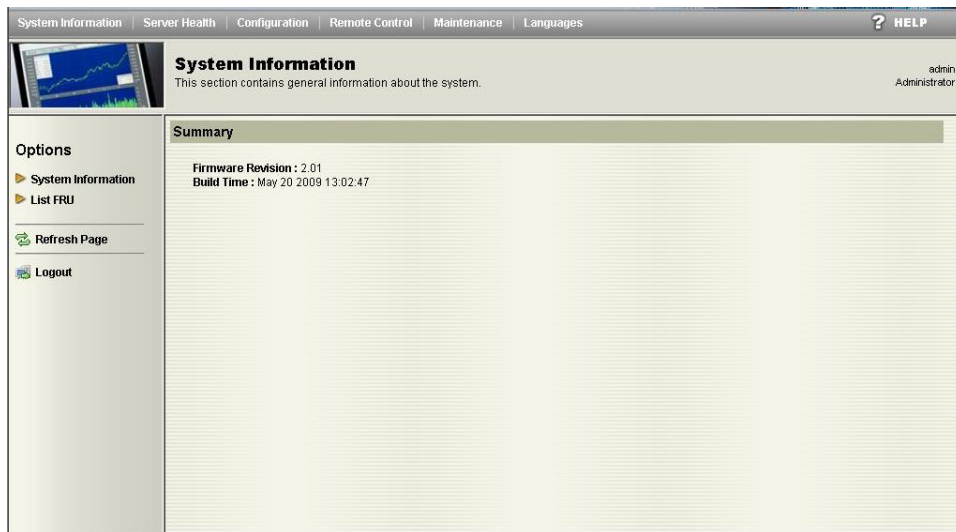 System Information | Server Health | Configuration | Remote Control | Maintenance | Languages
? HELP
System Information
This section contains general information about the system.
admin
Administrator
Options
System Information
List FRU
Refresh Page
Logout
Summary
Firmware Revision : 2.01
Build Time : May 20 2009 13:02:47